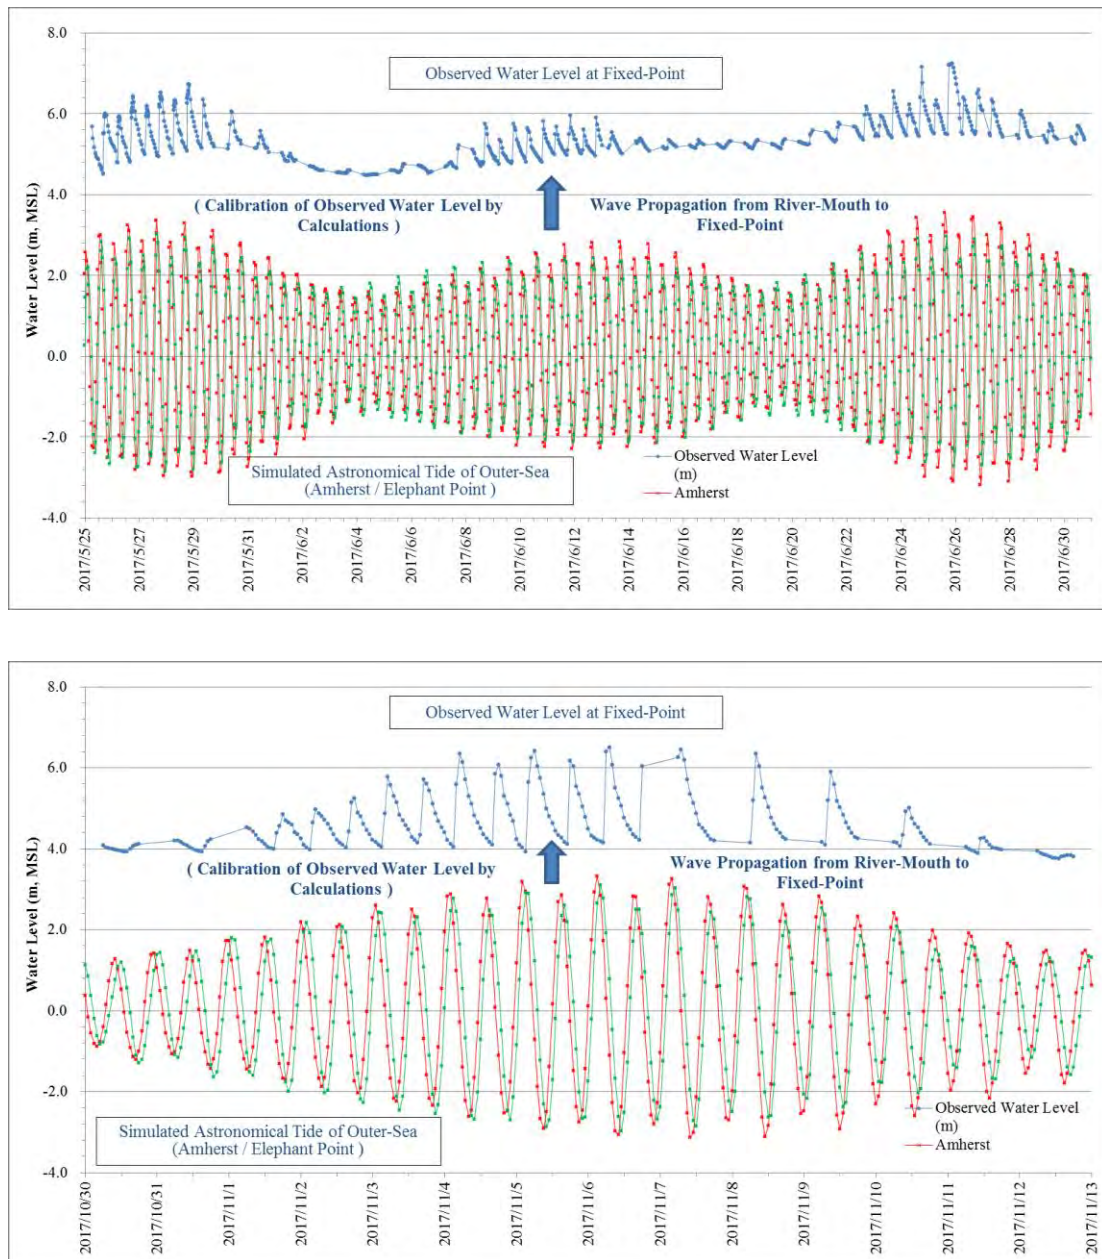 8.0
Observed Water Level at Fixed-Point
6.0
4.0
( Calibration of Observed Water Level by
Calculations )
Wave Propagation from River-Mouth to
Fixed-Point
Water Level (m, MSL)
2.0
0.0
-2.0
Simulated Astronomical Tide of Outer-Sea
(Amherst / Elephant Point )
Observed Water Level
(m)
Amherst
-4.0
2017/5/25
2017/5/27
2017/5/29
2017/5/31
2017/6/2
2017/6/4
2017/6/6
2017/6/8
2017/6/10
2017/6/12
2017/6/14
2017/6/16
2017/6/18
2017/6/20
2017/6/22
2017/6/24
2017/6/26
2017/6/28
2017/6/30
8.0
Observed Water Level at Fixed-Point
6.0
4.0
( Calibration of Observed Water Level by
Calculations )
Wave Propagation from River-Mouth to
Fixed-Point
Water Level (m, MSL)
2.0
0.0
-2.0
Simulated Astronomical Tide of Outer-Sea
(Amherst / Elephant Point )
Observed Water Level
(m)
Amherst
-4.0
2017/10/30
2017/10/31
2017/11/1
2017/11/2
2017/11/3
2017/11/4
2017/11/5
2017/11/6
2017/11/7
2017/11/8
2017/11/9
2017/11/10
2017/11/11
2017/11/12
2017/11/13